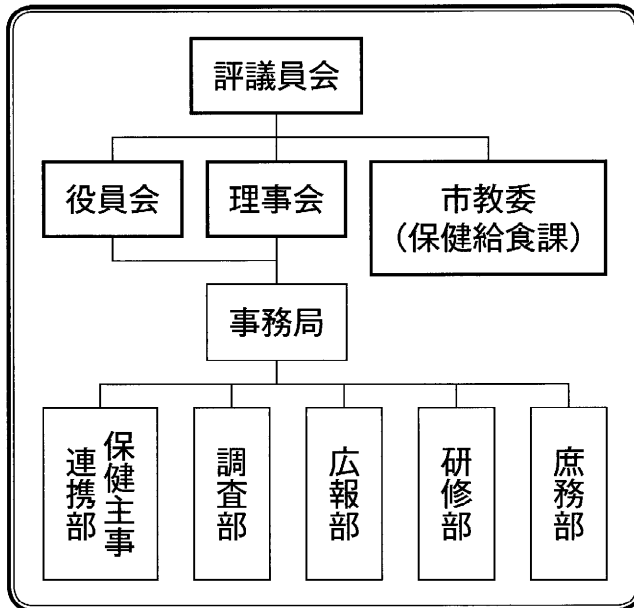 評議員会
役員会
理事会
市教委
（保健給食課）
事務局
保健主事
連携部
調査部
広報部
研修部
庶務部